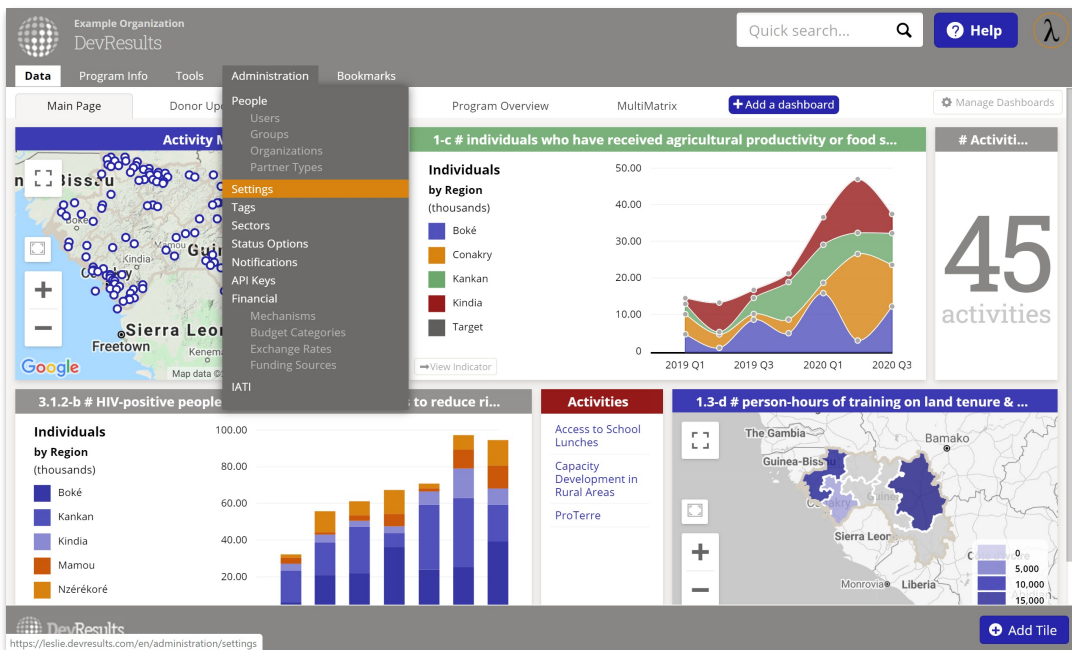 Example Organization
DevResults
Quick search...
Help
λ
Data
Program Info
Tools
Administration
Bookmarks
Main Page
Donor Up
Program Overview
MultiMatrix
Add a dashboard
Manage Dashboards
People
Users
Groups
Organizations
Partner Types
Settings
Tags
Sectors
Status Options
Notifications
API Keys
Financial
Mechanisms
Budget Categories
Exchange Rates
Funding Sources
IATI
Activity M
n
Bissau
Boke
Mamou
Kindia
Sierra Leon
Freetown
Kenem
Google
Map data ©
1-c # individuals who have received agricultural productivity or food s...
Individuals
by Region
(thousands)
Boké
Conakry
Kankan
Kindia
Target
View Indicator
50.00
40.00
30.00
20.00
10.00
0
2019 Q1
2019 Q3
2020 Q1
2020 Q3
# Activiti...
45
activities
3.1.2-b # HIV-positive people
s to reduce ri...
Individuals
by Region
(thousands)
Boké
Kankan
Kindia
Mamou
Nzérékoré
100.00
80.00
60.00
40.00
20.00
Activities
Access to School
Lunches
Capacity
Development in
Rural Areas
ProTerre
1.3-d # person-hours of training on land tenure & ...
The Gambia
Bamako
Guinea-Bissau
Guinea
Conakry
Sierra Leon
Monrovia
Liberia
0
5,000
10,000
15,000
DevResults
Add Tile
https://leslie.devresults.com/en/administration/settings